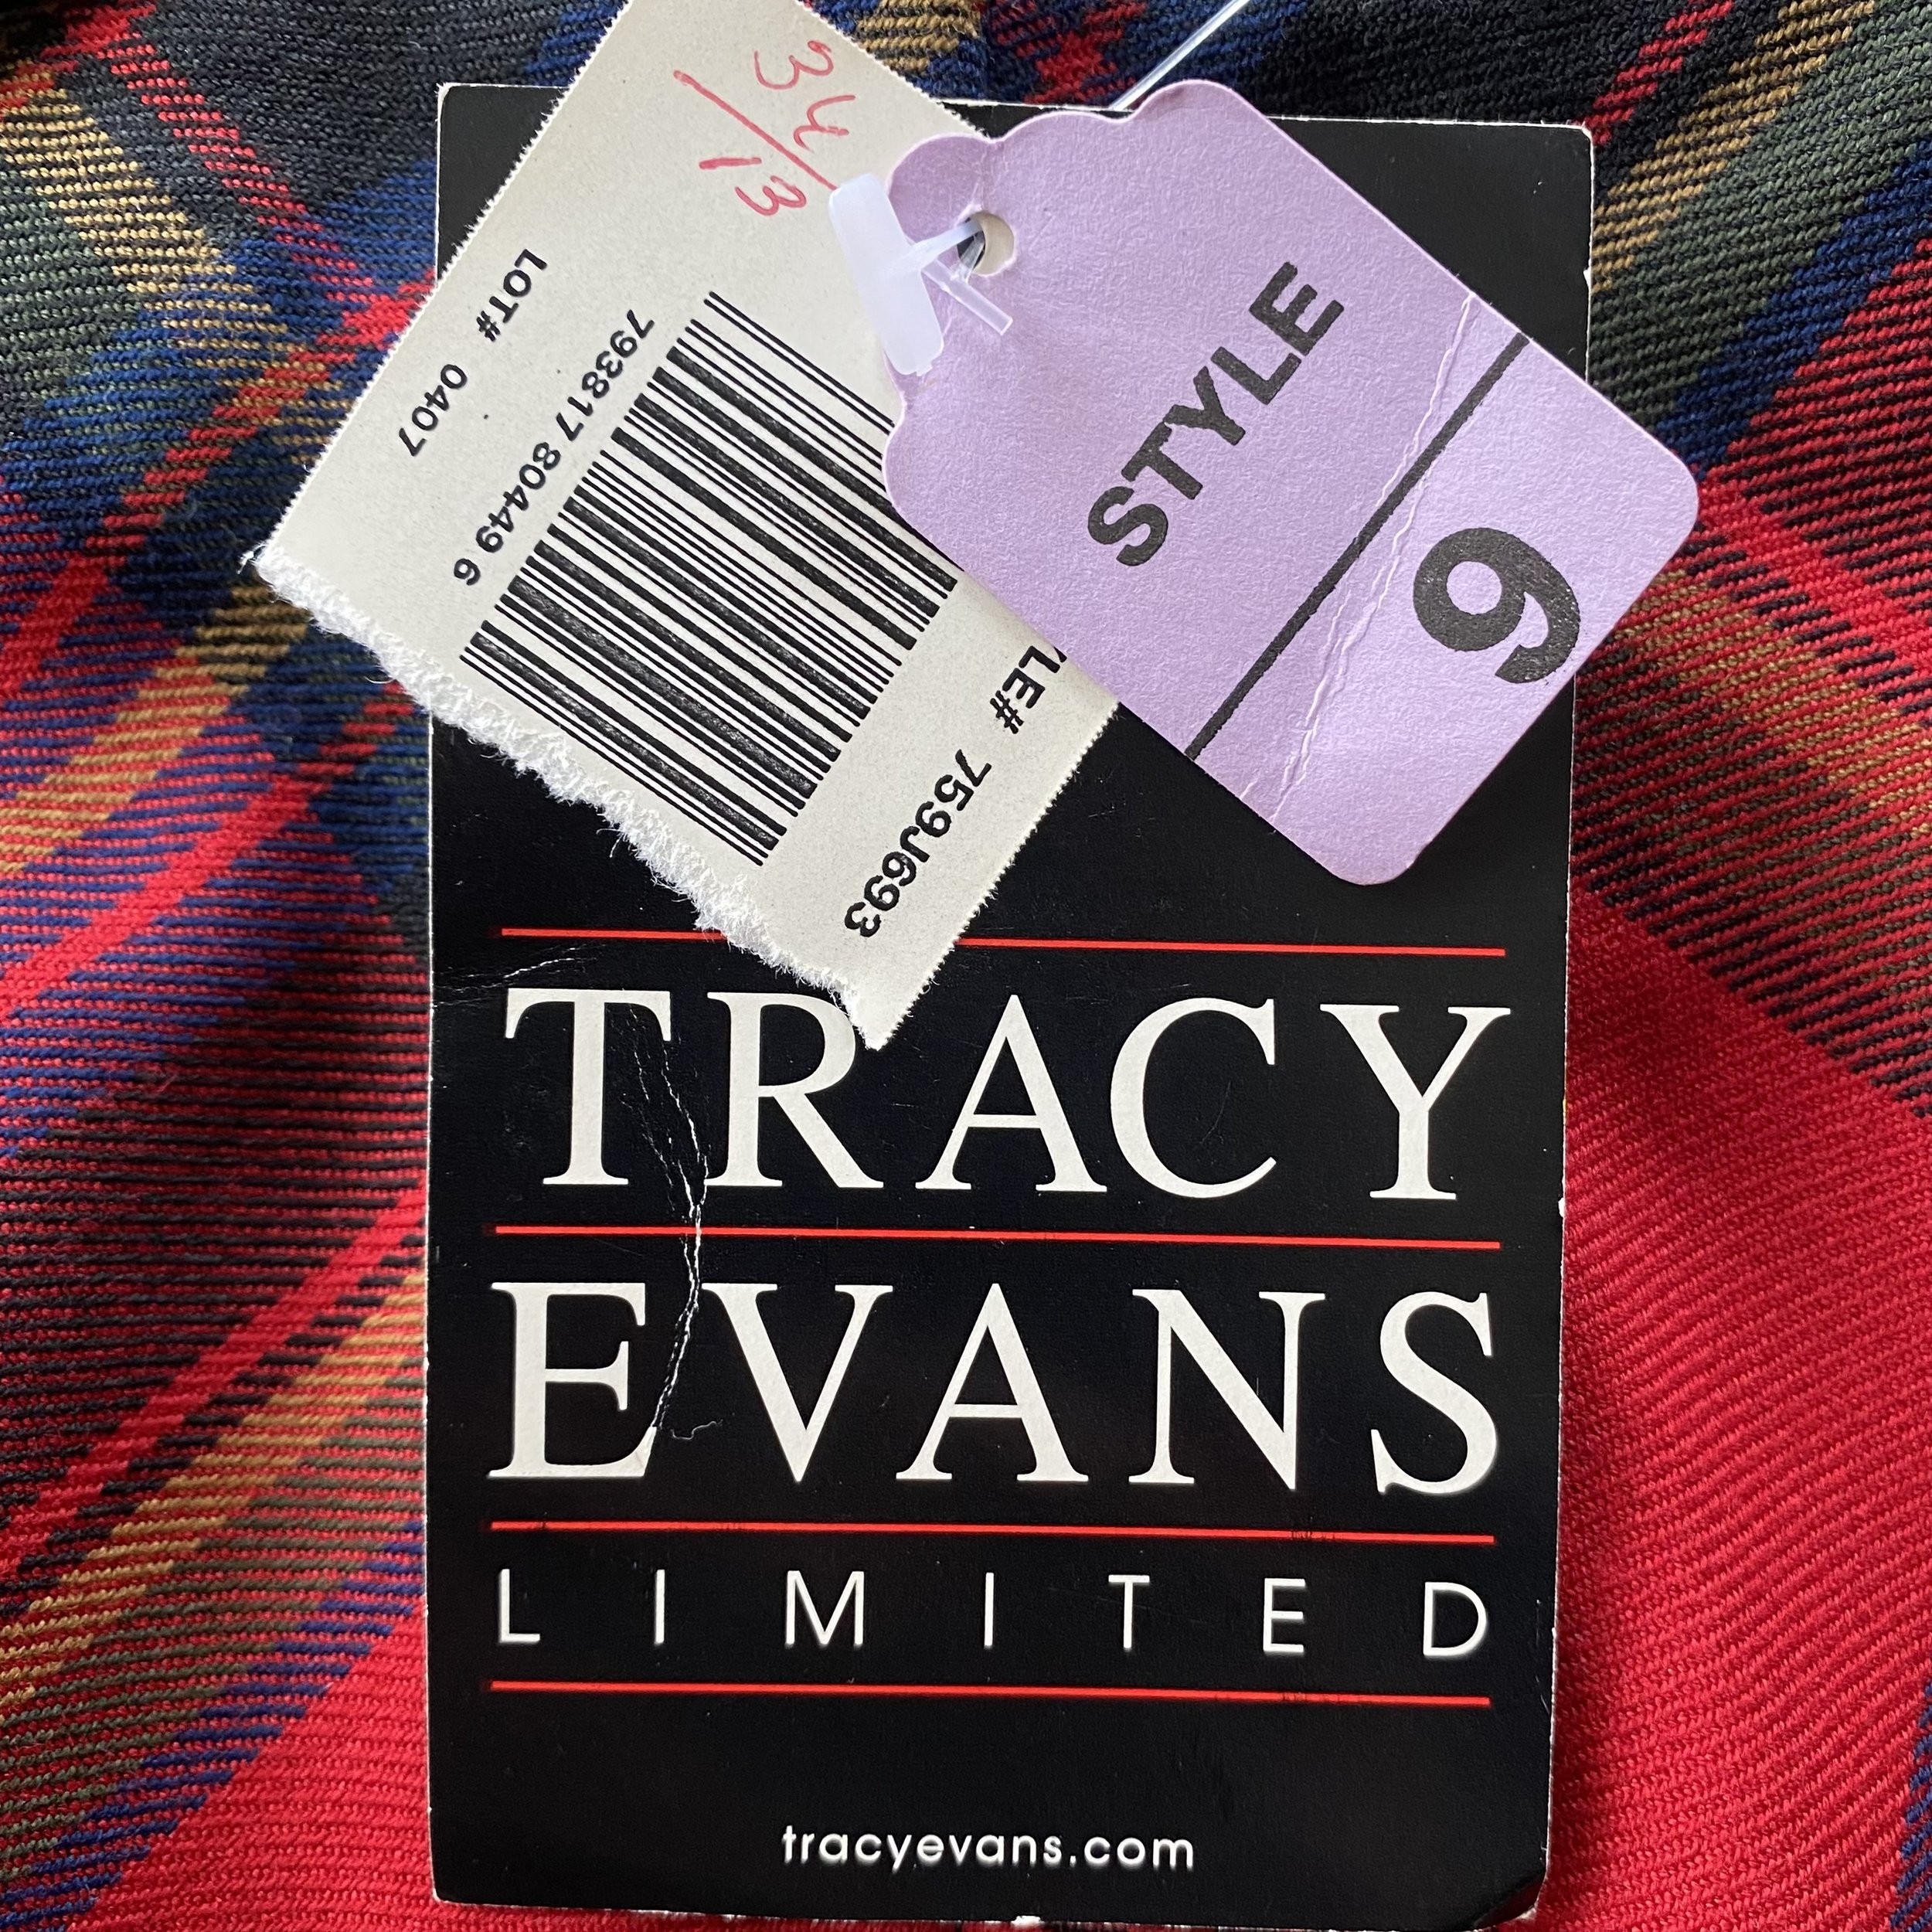 34/13
LE# 759J693
793817 80449 6
LOT# 0407
STYLE
9
TRACY
EVANS
LIMITED
tracyevans.com